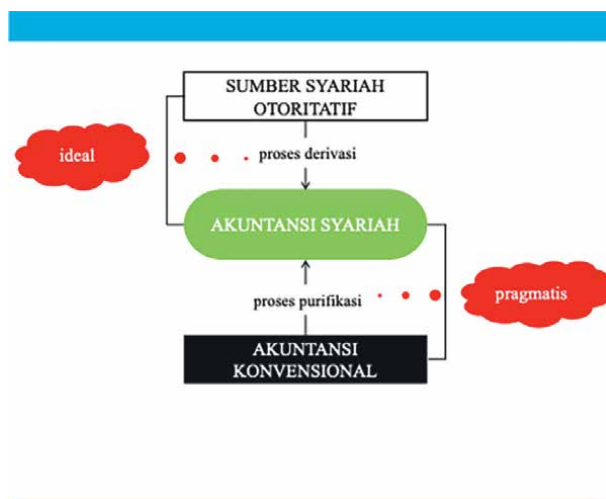 SUMBER SYARIAH
OTORITATIF
ideal
proses derivasi
AKUNTANSI SYARIAH
proses purifikasi
pragmatis
AKUNTANSI
KONVENSIONAL